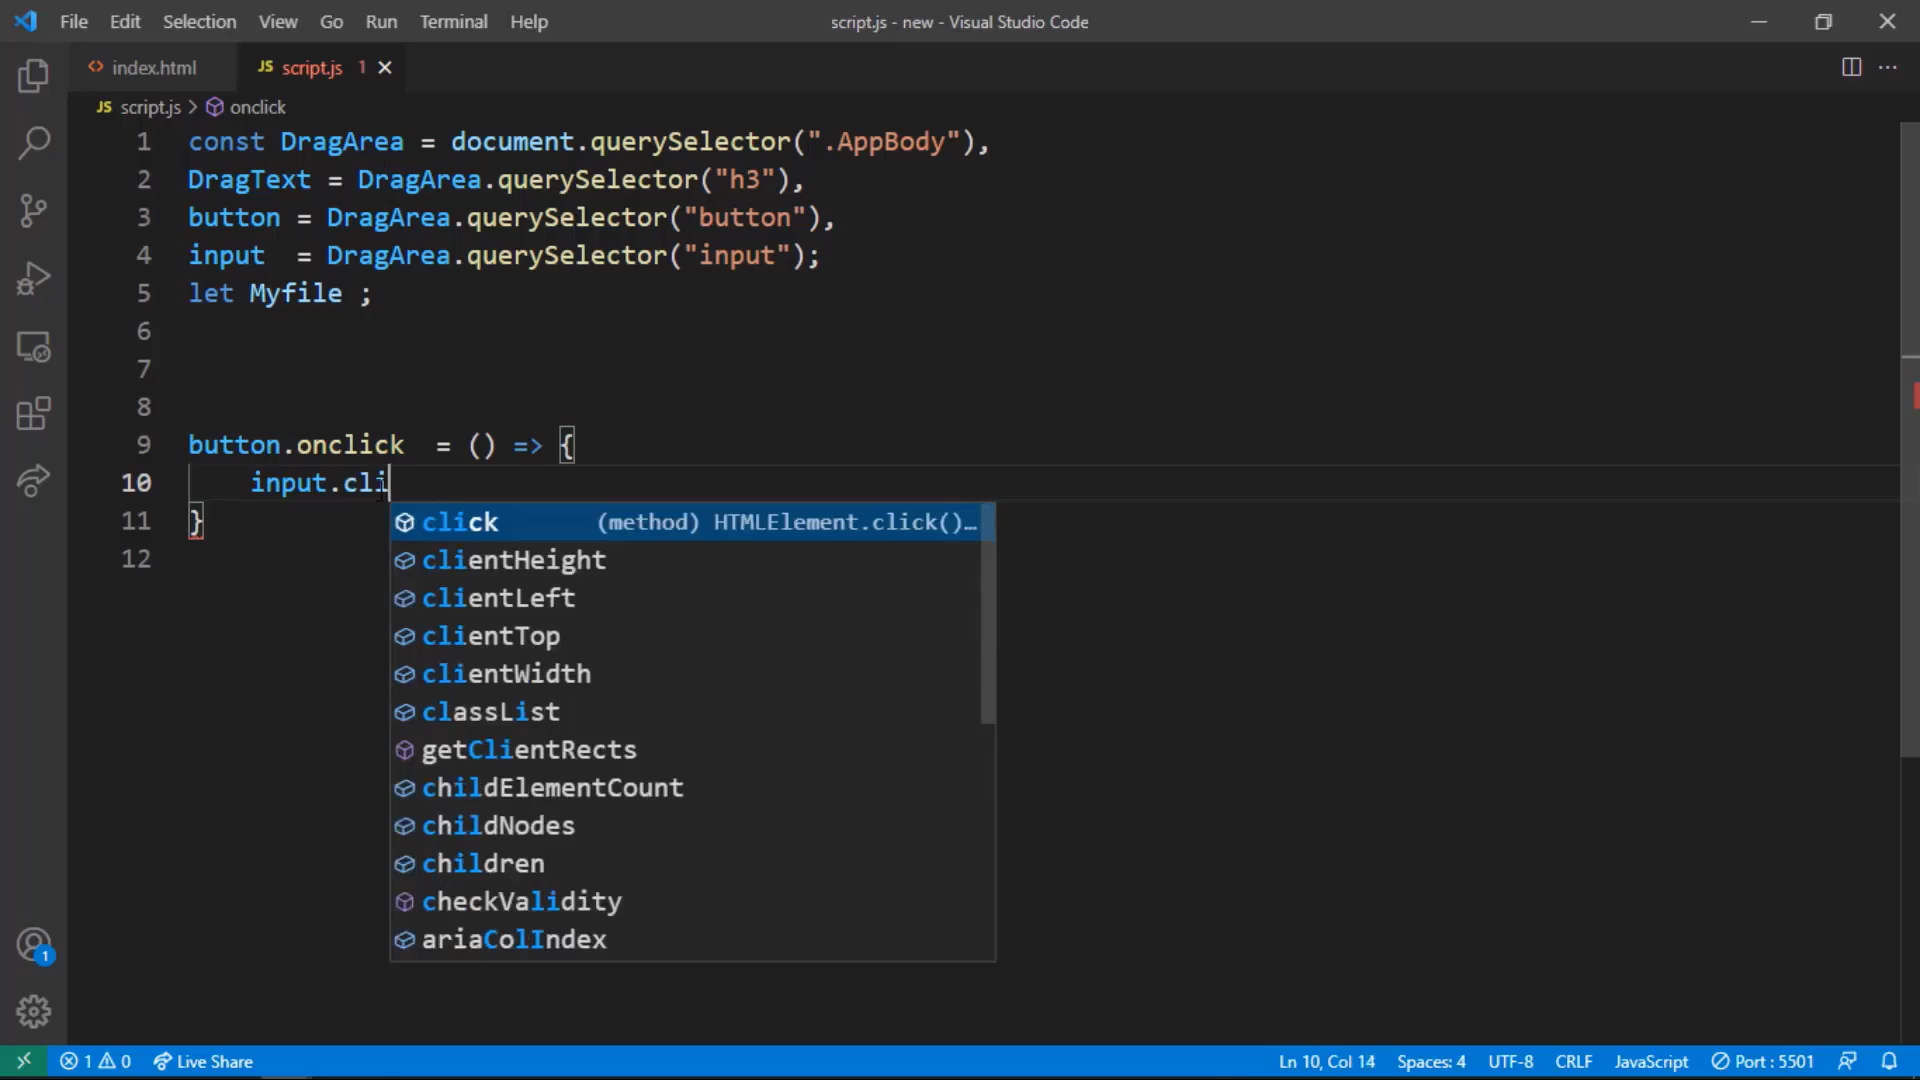 File Edit Selection View Go Run Terminal Help
script.js - new - Visual Studio Code
<> index.html
JS script.js 1
JS script.js > onclick
1 const DragArea = document.querySelector(".AppBody"),
2 DragText = DragArea.querySelector("h3"),
3 button = DragArea.querySelector("button"),
4 input  = DragArea.querySelector("input");
5 let Myfile ;
6
7
8
9 button.onclick  = () => {
10     input.cli
11 }
12
click (method) HTMLElement.click()…
clientHeight
clientLeft
clientTop
clientWidth
classList
getClientRects
childElementCount
childNodes
children
checkValidity
ariaColIndex
1
1 0 Live Share
Ln 10, Col 14 Spaces: 4 UTF-8 CRLF JavaScript Port : 5501